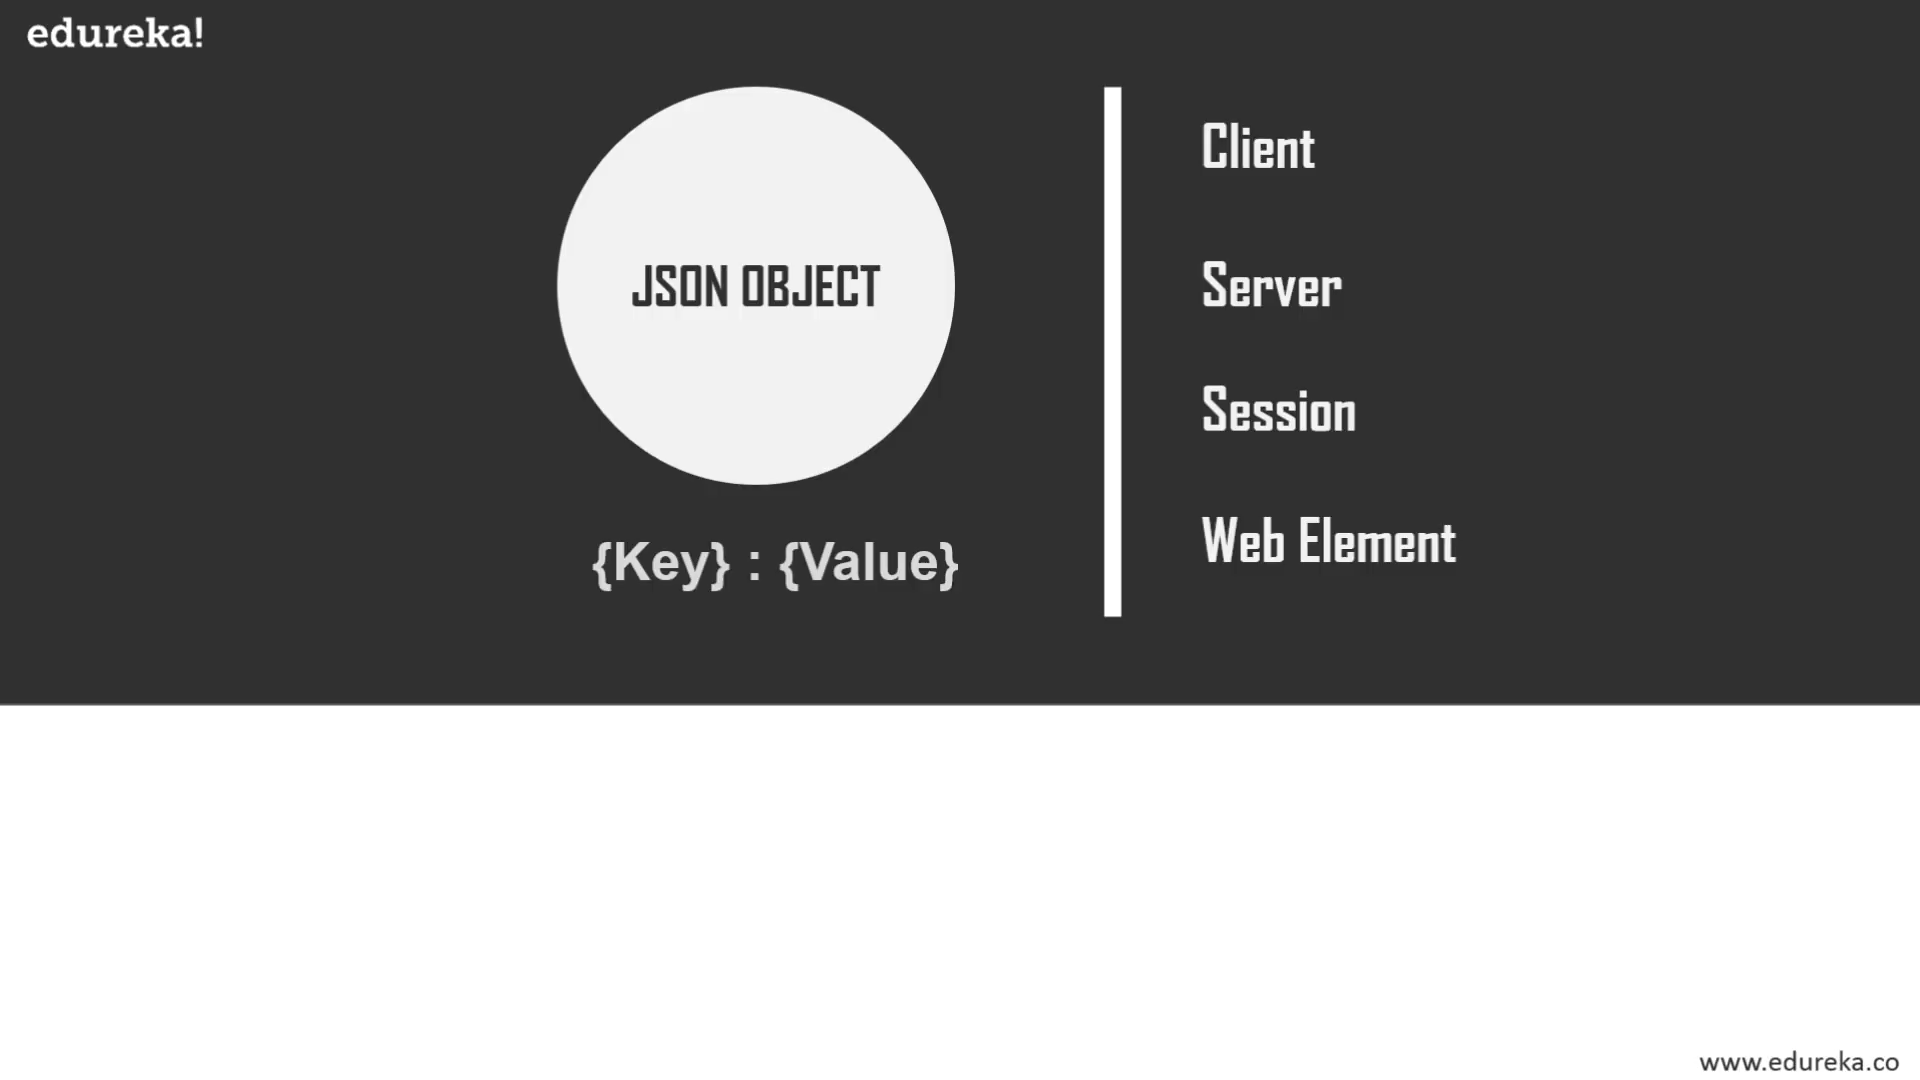 edureka!
JSON OBJECT
{Key} : {Value}
Client
Server
Session
Web Element
www.edureka.co